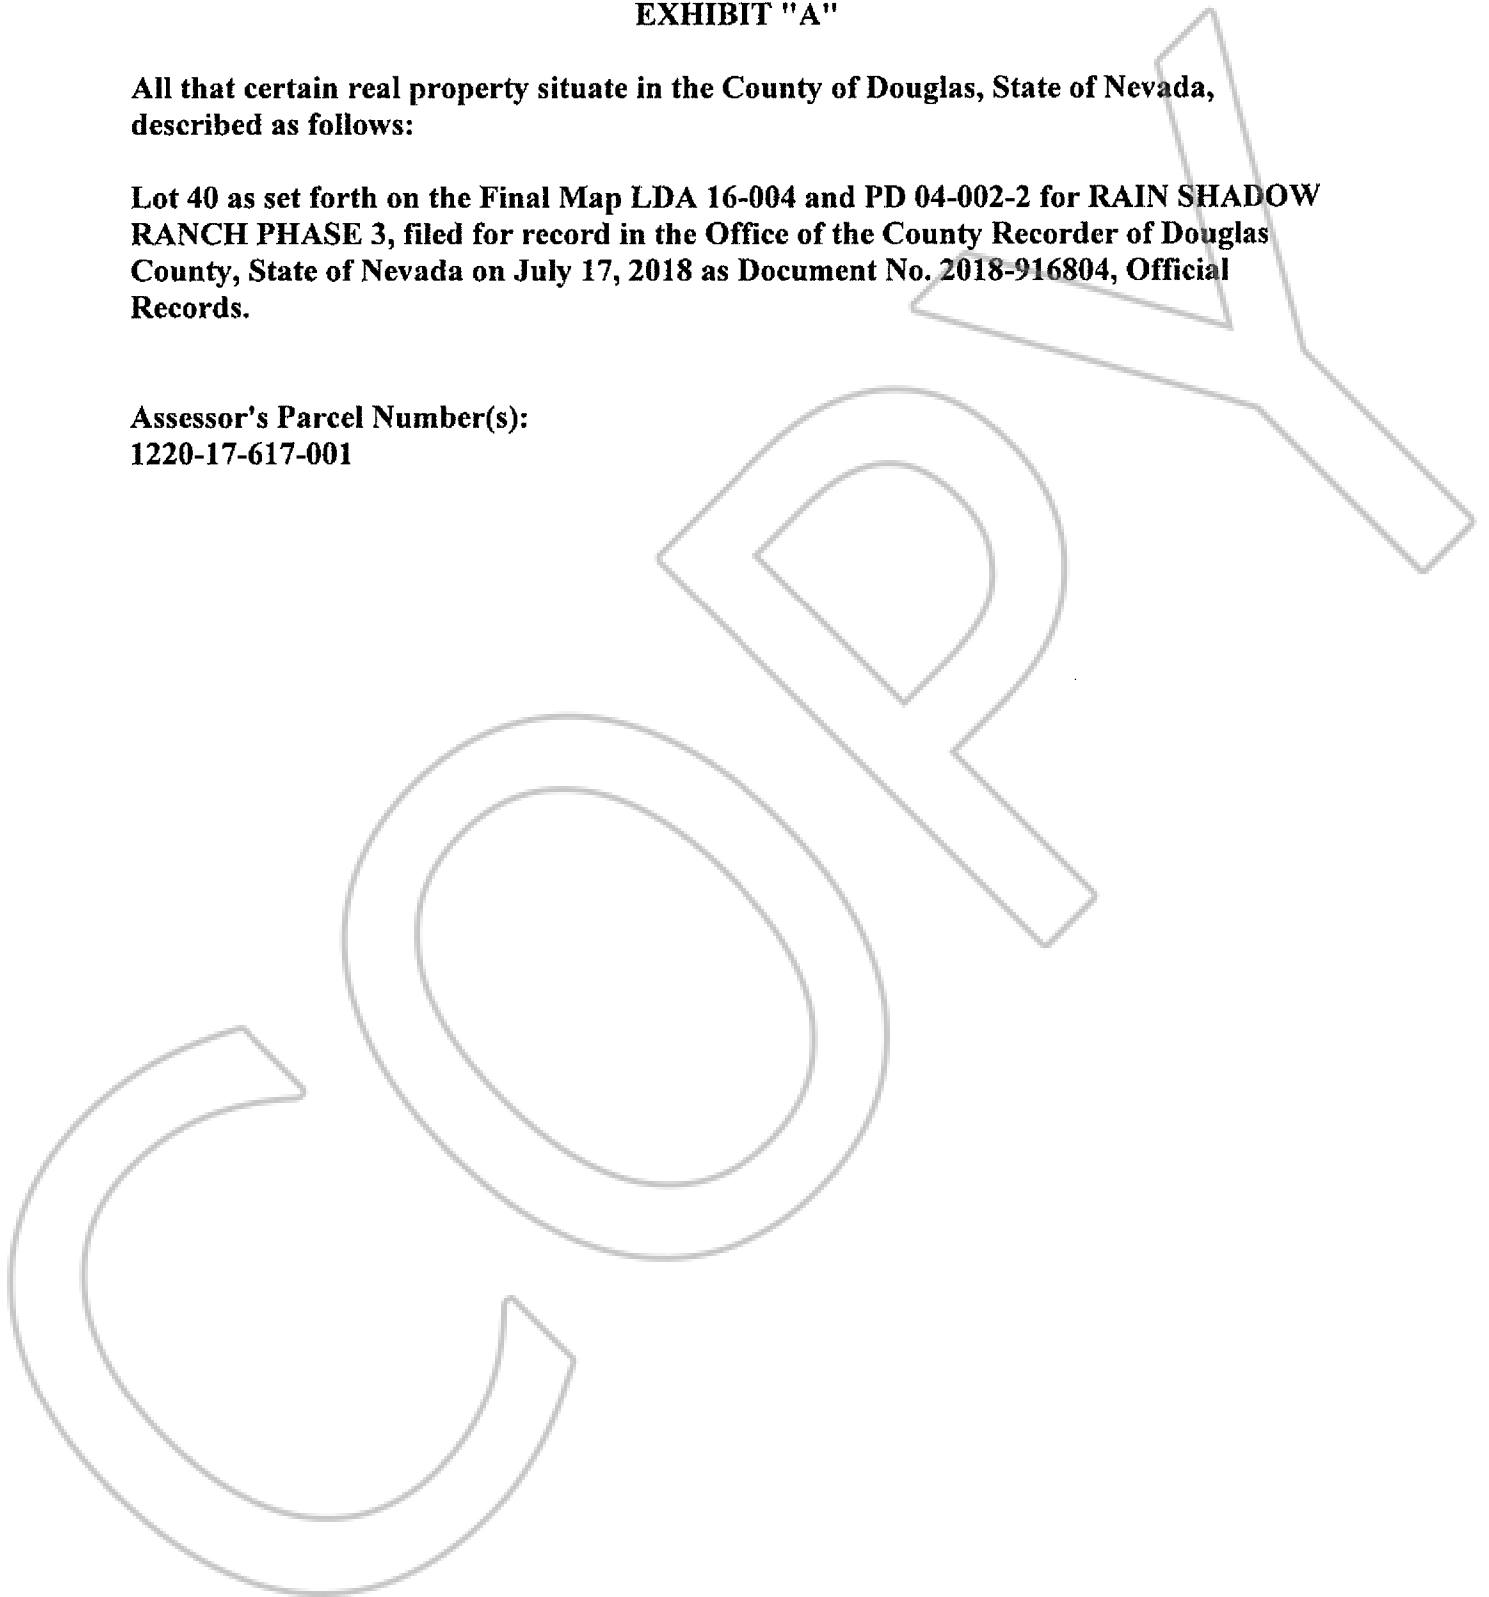 EXHIBIT "A"
All that certain real property situate in the County of Douglas, State of Nevada,
described as follows:
Lot 40 as set forth on the Final Map LDA 16-004 and PD 04-002-2 for RAIN SHADOW
RANCH PHASE 3, filed for record in the Office of the County Recorder of Douglas
County, State of Nevada on July 17, 2018 as Document No. 2018-916804, Official
Records.
Assessor's Parcel Number(s):
1220-17-617-001
COPY